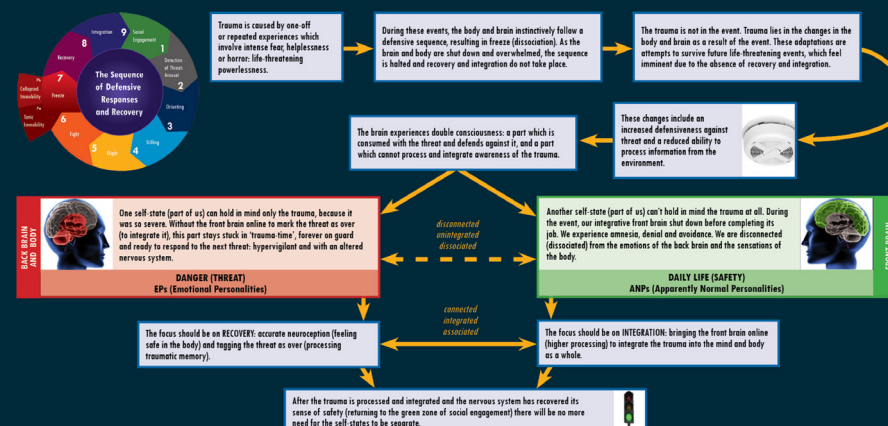 9
Social
Engagement
1
Detection
of Threat:
Arousal
2
Orienting
3
Stilling
4
Flight
5
Fight
6
Freeze
7
Recovery
8
Integration
Collapsed
Immobility
Tonic
Immobility
The Sequence
of Defensive
Responses
and Recovery
Trauma is caused by one-off
or repeated experiences which
involve intense fear, helplessness
or horror: life-threatening
powerlessness.
During these events, the body and brain instinctively follow a
defensive sequence, resulting in freeze (dissociation). As the
brain and body are shut down and overwhelmed, the sequence
is halted and recovery and integration do not take place.
The trauma is not in the event. Trauma lies in the changes in the
body and brain as a result of the event. These adaptations are
attempts to survive future life-threatening events, which feel
imminent due to the absence of recovery and integration.
These changes include an
increased defensiveness against
threat and a reduced ability to
process information from the
environment.
The brain experiences double consciousness: a part which is
consumed with the threat and defends against it, and a part
which cannot process and integrate awareness of the trauma.
BACK BRAIN
AND BODY
One self-state (part of us) can hold in mind only the trauma, because it
was so severe. Without the front brain online to mark the threat as over
(to integrate it), this part stays stuck in 'trauma-time', forever on guard
and ready to respond to the next threat: hypervigilant and with an altered
nervous system.
DANGER (THREAT)
EPs (Emotional Personalities)
disconnected
unintegrated
dissociated
Another self-state (part of us) can't hold in mind the trauma at all. During
the event, our integrative front brain shut down before completing its
job. We experience amnesia, denial and avoidance. We are disconnected
(dissociated) from the emotions of the back brain and the sensations of
the body.
DAILY LIFE (SAFETY)
ANPs (Apparently Normal Personalities)
FRONT BRAIN
The focus should be on RECOVERY: accurate neuroception (feeling
safe in the body) and tagging the threat as over (processing
traumatic memory).
connected
integrated
associated
The focus should be on INTEGRATION: bringing the front brain online
(higher processing) to integrate the trauma into the mind and body
as a whole.
After the trauma is processed and integrated and the nervous system has recovered its
sense of safety (returning to the green zone of social engagement) there will be no more
need for the self-states to be separate.